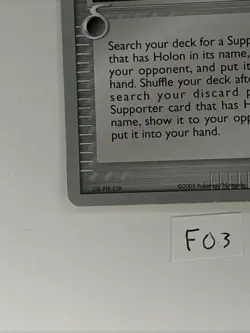 Search your deck for a Supp
that has Holon in its name,
your opponent, and put it
hand. Shuffle your deck afte
search your discard p
Supporter card that has H
name, show it to your opp
put it into your hand.
©2005 Pokémon
F03